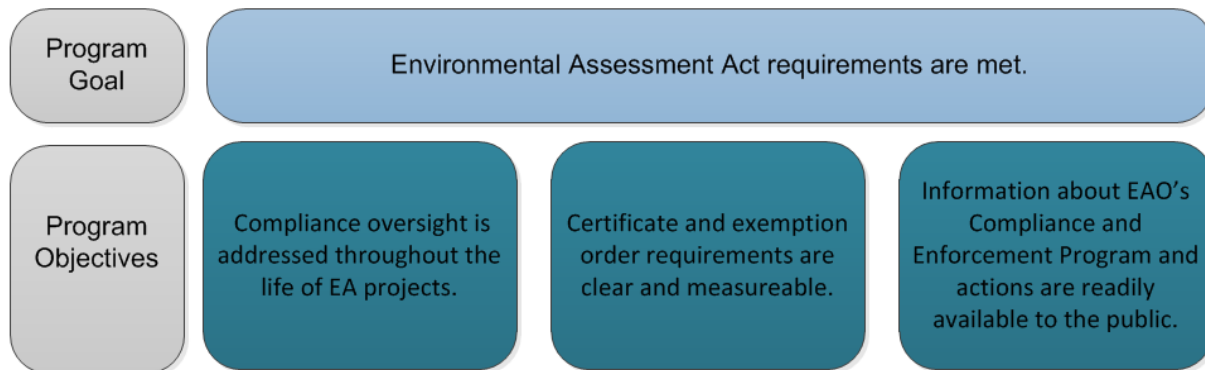 Program
Goal
Environmental Assessment Act requirements are met.
Program
Objectives
Compliance oversight is
addressed throughout the
life of EA projects.
Certificate and exemption
order requirements are
clear and measureable.
Information about EAO’s
Compliance and
Enforcement Program and
actions are readily
available to the public.